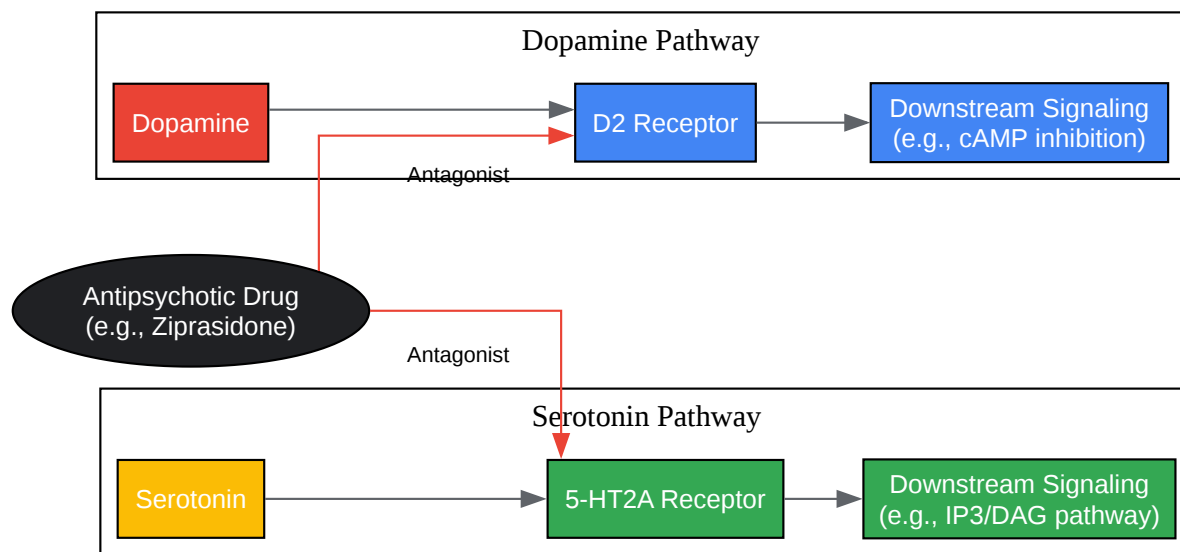 Dopamine Pathway
Dopamine
D2 Receptor
Downstream Signaling
(e.g., cAMP inhibition)
Antagonist
Antipsychotic Drug
(e.g., Ziprasidone)
Antagonist
Serotonin Pathway
Serotonin
5-HT2A Receptor
Downstream Signaling
(e.g., IP3/DAG pathway)